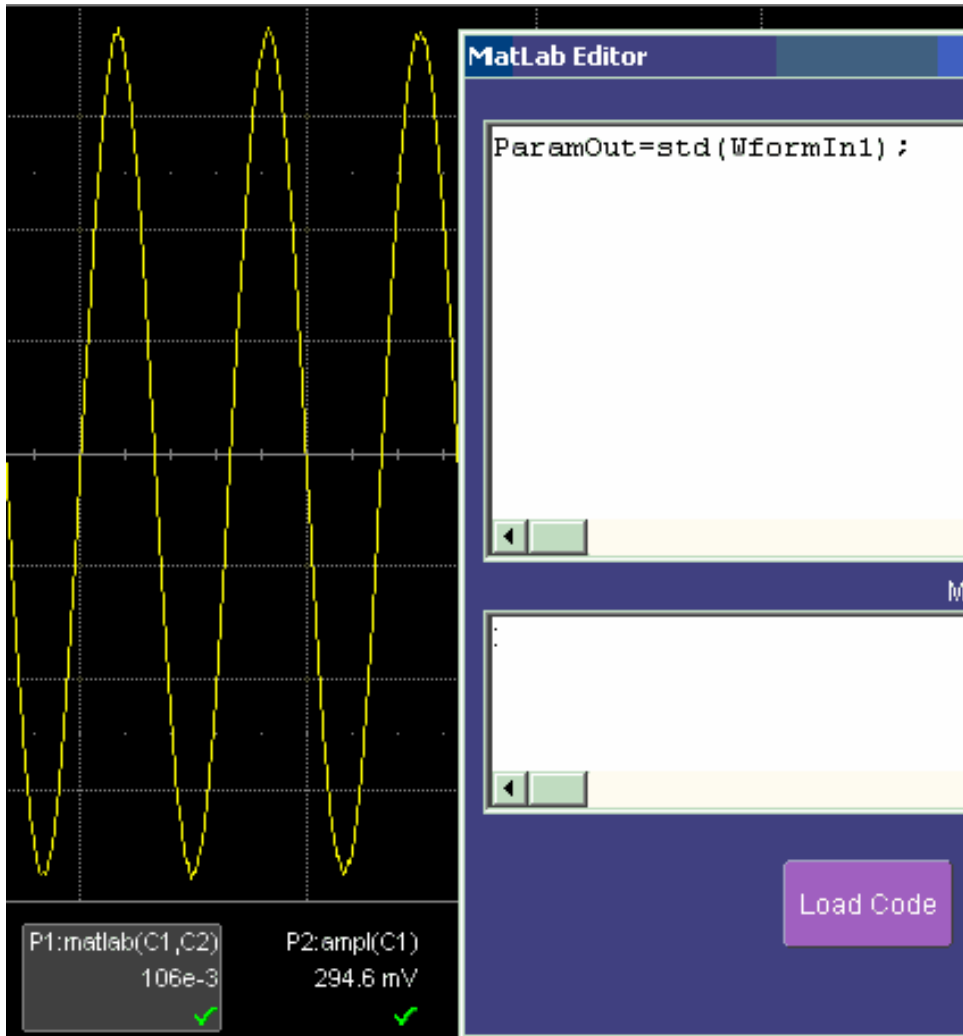 MatLab Editor
ParamOut=std(WformIn1);
M
:
Load Code
P1:matlab(C1,C2)
106e-3
P2:ampl(C1)
294.6 mV